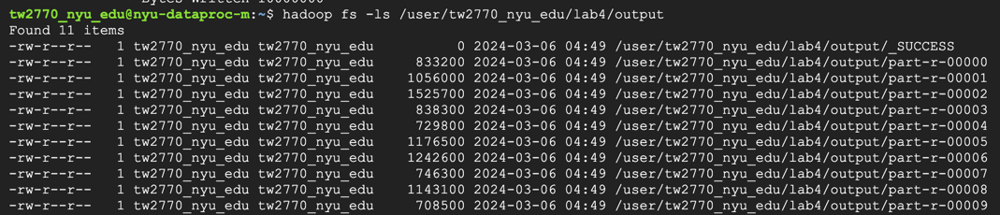 Bytes Written 10000000
tw2770_nyu_edu@nyu-dataproc-m:~$ hadoop fs -ls /user/tw2770_nyu_edu/lab4/output
Found 11 items
-rw-r--r-- 1 tw2770_nyu_edu tw2770_nyu_edu 0 2024-03-06 04:49 /user/tw2770_nyu_edu/lab4/output/_SUCCESS
-rw-r--r-- 1 tw2770_nyu_edu tw2770_nyu_edu 833200 2024-03-06 04:49 /user/tw2770_nyu_edu/lab4/output/part-r-00000
-rw-r--r-- 1 tw2770_nyu_edu tw2770_nyu_edu 1056000 2024-03-06 04:49 /user/tw2770_nyu_edu/lab4/output/part-r-00001
-rw-r--r-- 1 tw2770_nyu_edu tw2770_nyu_edu 1525700 2024-03-06 04:49 /user/tw2770_nyu_edu/lab4/output/part-r-00002
-rw-r--r-- 1 tw2770_nyu_edu tw2770_nyu_edu 838300 2024-03-06 04:49 /user/tw2770_nyu_edu/lab4/output/part-r-00003
-rw-r--r-- 1 tw2770_nyu_edu tw2770_nyu_edu 729800 2024-03-06 04:49 /user/tw2770_nyu_edu/lab4/output/part-r-00004
-rw-r--r-- 1 tw2770_nyu_edu tw2770_nyu_edu 1176500 2024-03-06 04:49 /user/tw2770_nyu_edu/lab4/output/part-r-00005
-rw-r--r-- 1 tw2770_nyu_edu tw2770_nyu_edu 1242600 2024-03-06 04:49 /user/tw2770_nyu_edu/lab4/output/part-r-00006
-rw-r--r-- 1 tw2770_nyu_edu tw2770_nyu_edu 746300 2024-03-06 04:49 /user/tw2770_nyu_edu/lab4/output/part-r-00007
-rw-r--r-- 1 tw2770_nyu_edu tw2770_nyu_edu 1143100 2024-03-06 04:49 /user/tw2770_nyu_edu/lab4/output/part-r-00008
-rw-r--r-- 1 tw2770_nyu_edu tw2770_nyu_edu 708500 2024-03-06 04:49 /user/tw2770_nyu_edu/lab4/output/part-r-00009